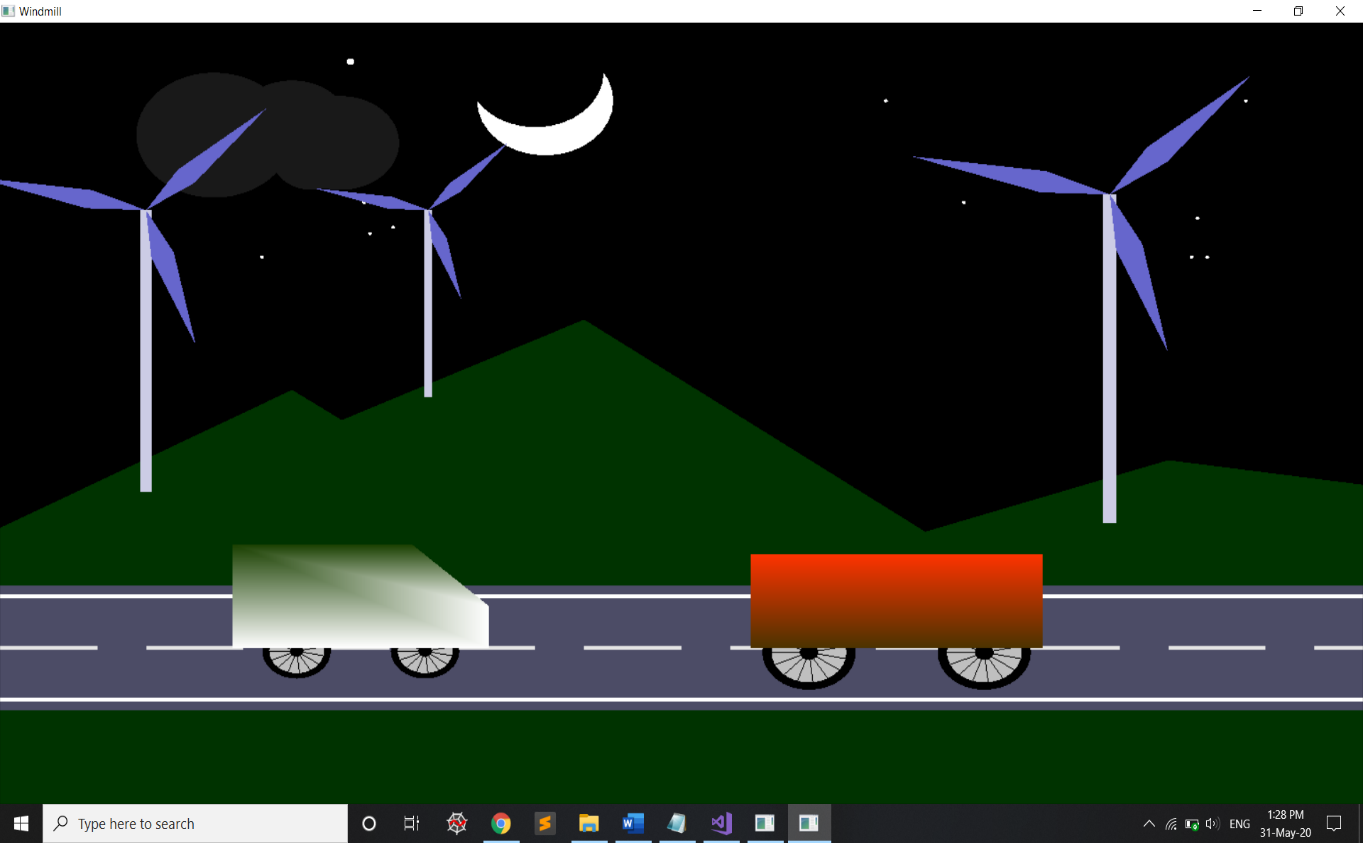 Windmill
Type here to search
ENG
1:28 PM
31-May-20